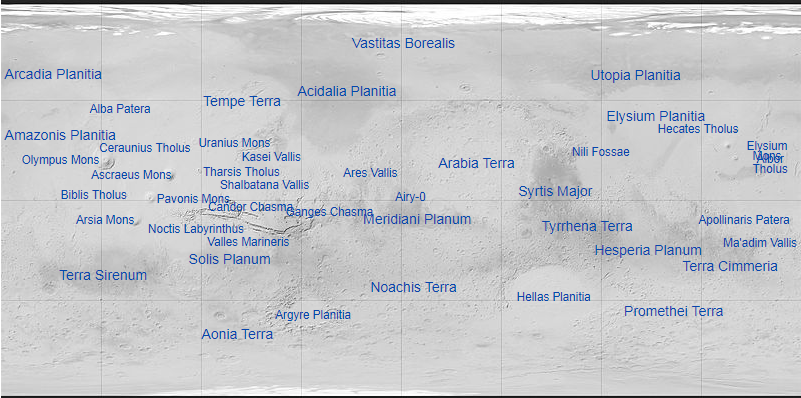 Vastitas Borealis
Arcadia Planitia
Utopia Planitia
Acidalia Planitia
Tempe Terra
Alba Patera
Elysium Planitia
Hecates Tholus
Amazonis Planitia
Uranius Mons
Ceraunius Tholus
Elysium
Mons
Albor
Tholus
Nili Fossae
Kasei Vallis
Olympus Mons
Arabia Terra
Tharsis Tholus
Ares Vallis
Ascraeus Mons
Shalbatana Vallis
Syrtis Major
Biblis Tholus
Pavonis Mons
Airy-0
Candor Chasma
Ganges Chasma
Arsia Mons
Meridiani Planum
Apollinaris Patera
Noctis Labyrinthus
Tyrrhena Terra
Valles Marineris
Ma'adim Vallis
Hesperia Planum
Solis Planum
Terra Cimmeria
Terra Sirenum
Noachis Terra
Hellas Planitia
Argyre Planitia
Promethei Terra
Aonia Terra